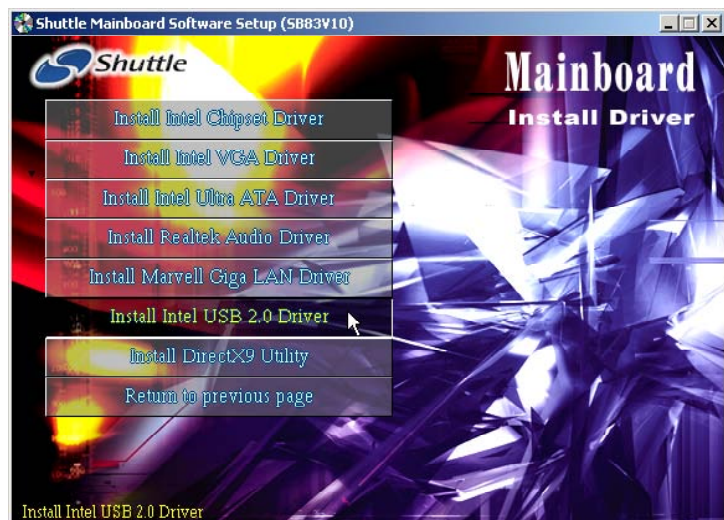 Shuttle Mainboard Software Setup (SB83V10)
Shuttle
Mainboard
Install Driver
Install Intel Chipset Driver
Install Intel VGA Driver
Install Intel Ultra ATA Driver
Install Realtek Audio Driver
Install Marvell Giga LAN Driver
Install Intel USB 2.0 Driver
Install DirectX9 Utility
Return to previous page
Install Intel USB 2.0 Driver